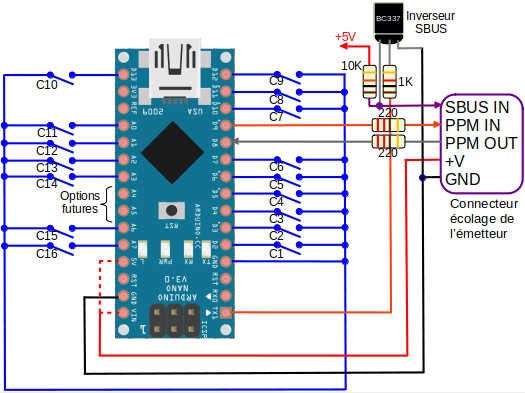 BC337
Inverseur
SBUS
+5V
10K
1K
C10
C11
C12
C13
C14
Options
futures
C15
C16
C9
C8
C7
C6
C5
C4
C3
C2
C1
220
220
SBUS IN
PPM IN
PPM OUT
+V
GND
Connecteur
écolage de
l'émetteur
D13
3V3
REF
A0
A1
A2
A3
A4
A5
A6
A7
5V
RST
GND
VIN
D12
D11
D10
D9
D8
D7
D6
D5
D4
D3
D2
GND
RST
RX0
TX1
2009
USA
ARDUINO.CC
RST
L
PWR
RX
TX
ARDUINO
NANO
V3.0
ICSP
1